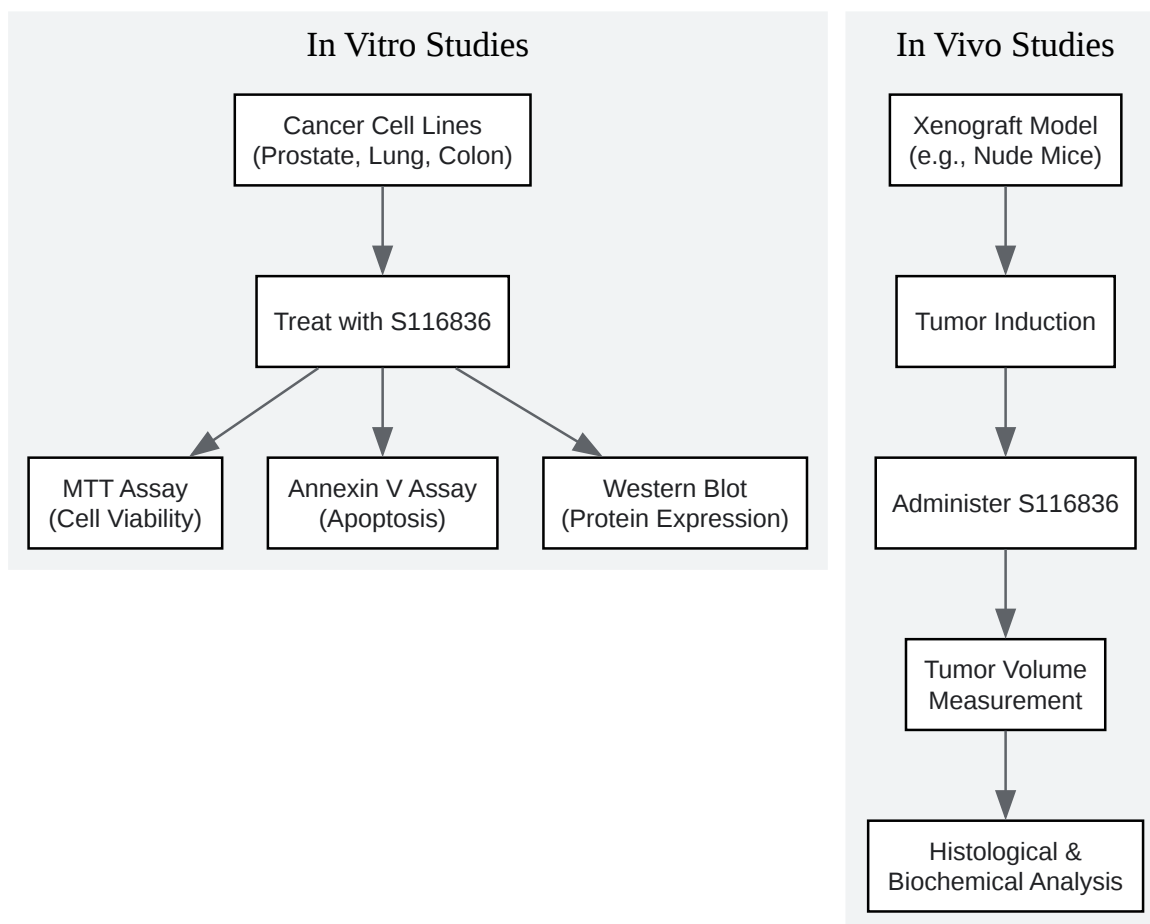 In Vitro Studies
Cancer Cell Lines
(Prostate, Lung, Colon)
Treat with S116836
MTT Assay
(Cell Viability)
Annexin V Assay
(Apoptosis)
Western Blot
(Protein Expression)
In Vivo Studies
Xenograft Model
(e.g., Nude Mice)
Tumor Induction
Administer S116836
Tumor Volume
Measurement
Histological &
Biochemical Analysis